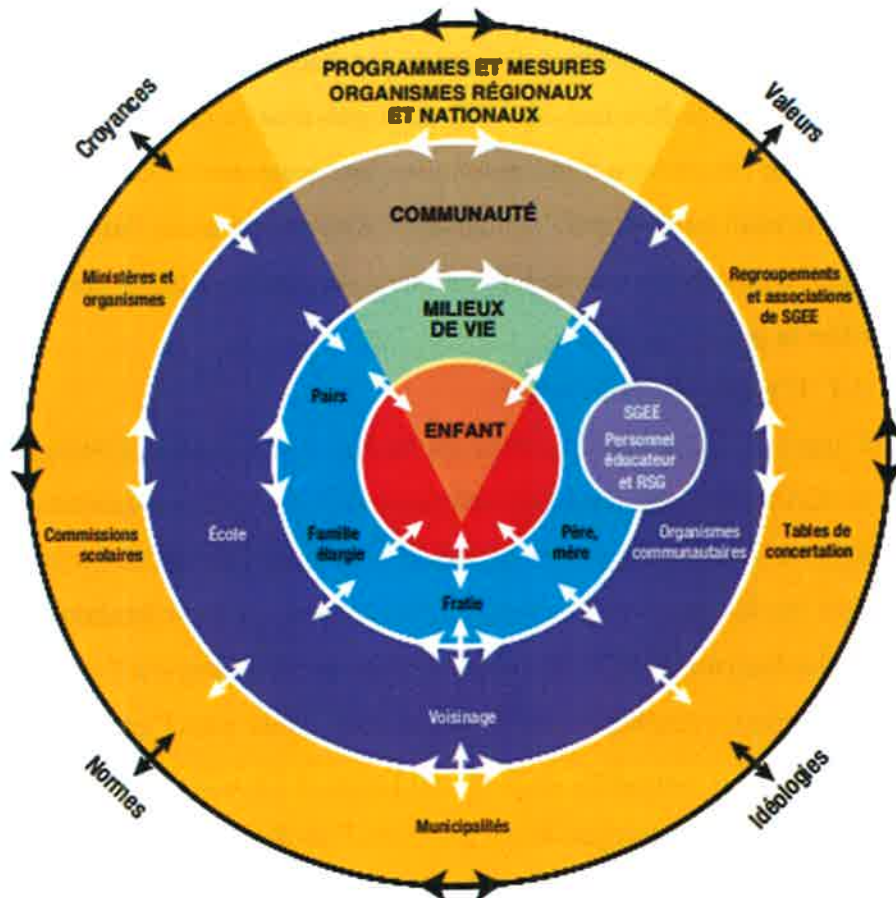 PROGRAMMES ET MESURES
ORGANISMES RÉGIONAUX
ET NATIONAUX
Croyances
Valeurs
COMMUNAUTÉ
Ministères et
organismes
Regroupements
et associations
de SGEE
MILIEUX
DE VIE
Pairs
ENFANT
SGEE
Personnel
éducateur
et RSG
Commissions
scolaires
École
Famille
élargie
Père,
mère
Organismes
communautaires
Tables de
concertation
Fratie
Voisinage
Normes
Idéologies
Municipalités